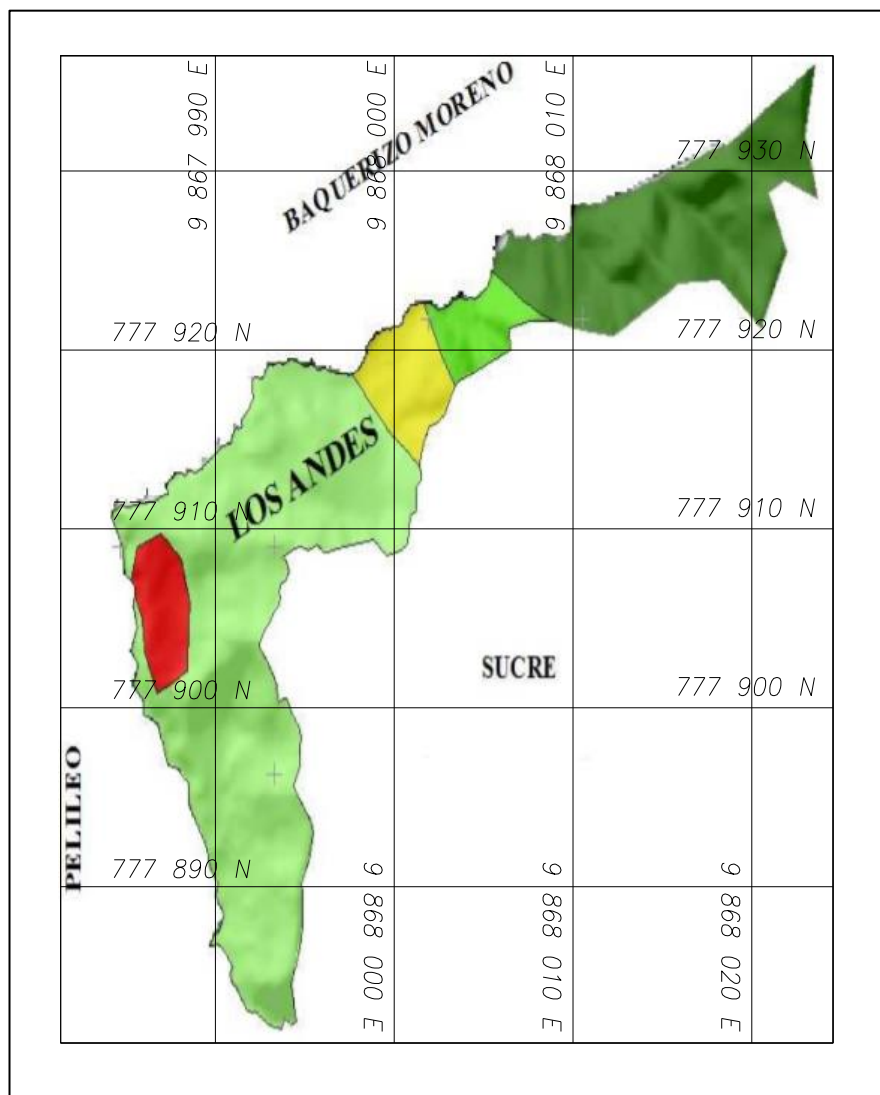 9 867 990 E
9 868 000 E
9 868 010 E
BAQUERIZO MORENO
777 930 N
777 920 N
777 920 N
LOS ANDES
777 910 N
777 910 N
SUCRE
777 900 N
777 900 N
PELILEO
777 890 N
9 868 000 E
9 868 010 E
9 868 020 E